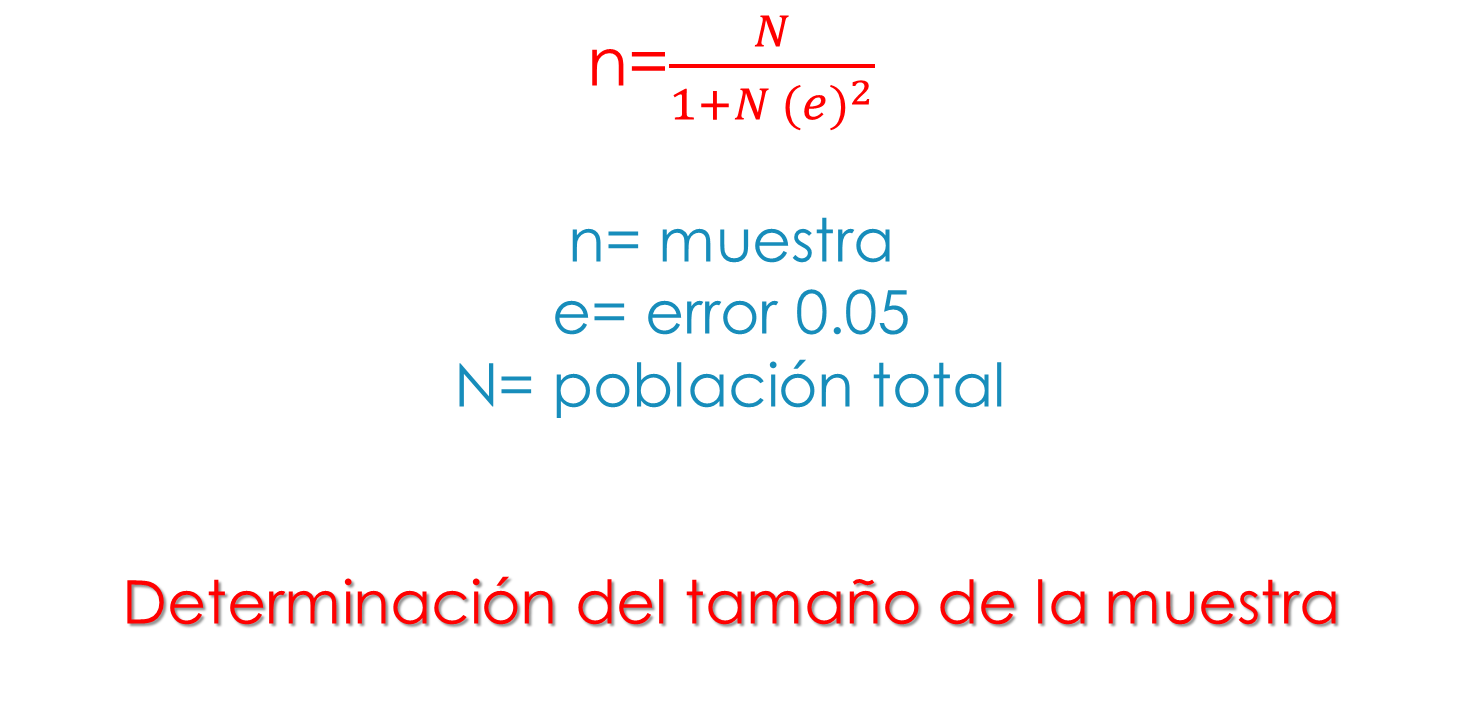 n=N/(1+N (e)²)
n= muestra
e= error 0.05
N= población total
Determinación del tamaño de la muestra